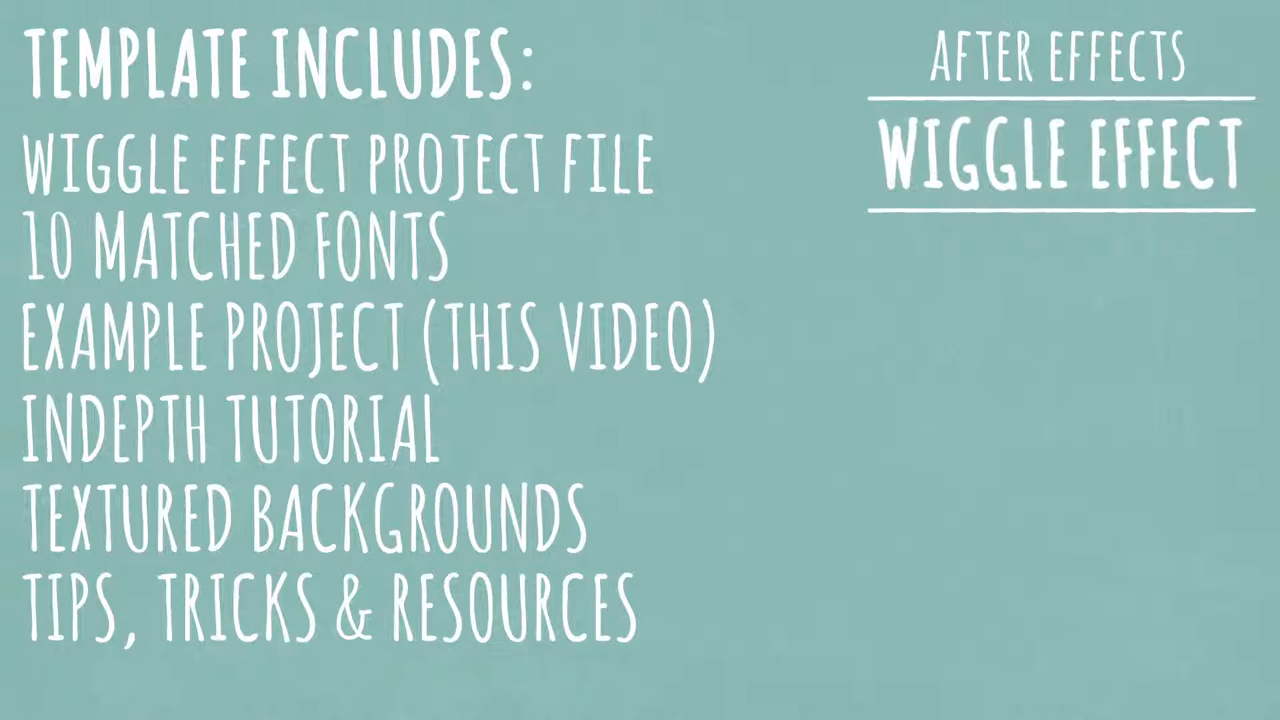 TEMPLATE INCLUDES:
WIGGLE EFFECT PROJECT FILE
10 MATCHED FONTS
EXAMPLE PROJECT (THIS VIDEO)
INDEPTH TUTORIAL
TEXTURED BACKGROUNDS
TIPS, TRICKS & RESOURCES
AFTER EFFECTS
WIGGLE EFFECT